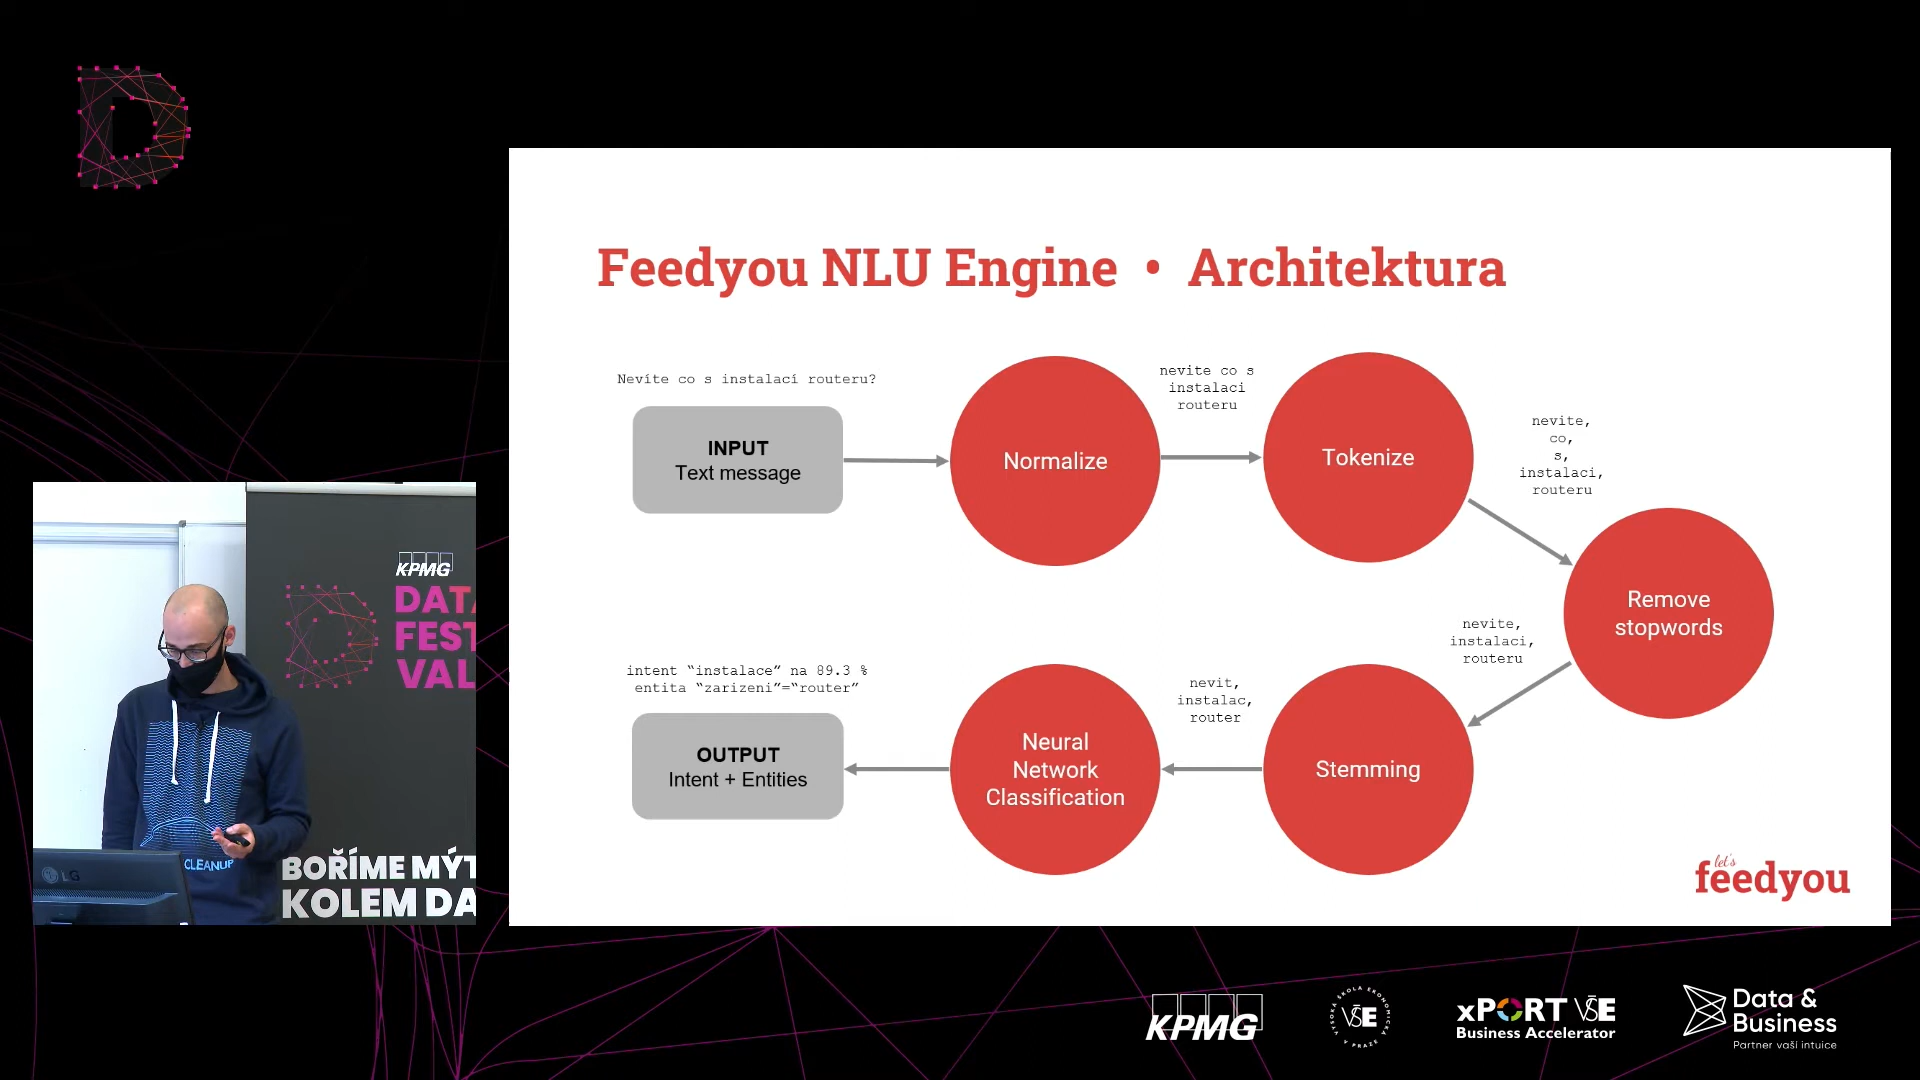 Feedyou NLU Engine • Architektura
Nevíte co s instalací routeru?
INPUT
Text message
Normalize
nevite co s
instalaci
routeru
Tokenize
nevite,
co,
s,
instalaci,
routeru
Remove
stopwords
nevite,
instalaci,
routeru
Stemming
nevit,
instalac,
router
Neural
Network
Classification
intent “instalace” na 89.3 %
entita “zarizeni”=“router”
OUTPUT
Intent + Entities
let's
feedyou
KPMG
DATA
FEST
VAL
BOŘÍME MÝT
KOLEM DA
CLEANUP
LG
KPMG
VYSOKÁ ŠKOLA EKONOMICKÁ V PRAZE
VŠE
xPORT VŠE
Business Accelerator
Data &
Business
Partner vaší intuice